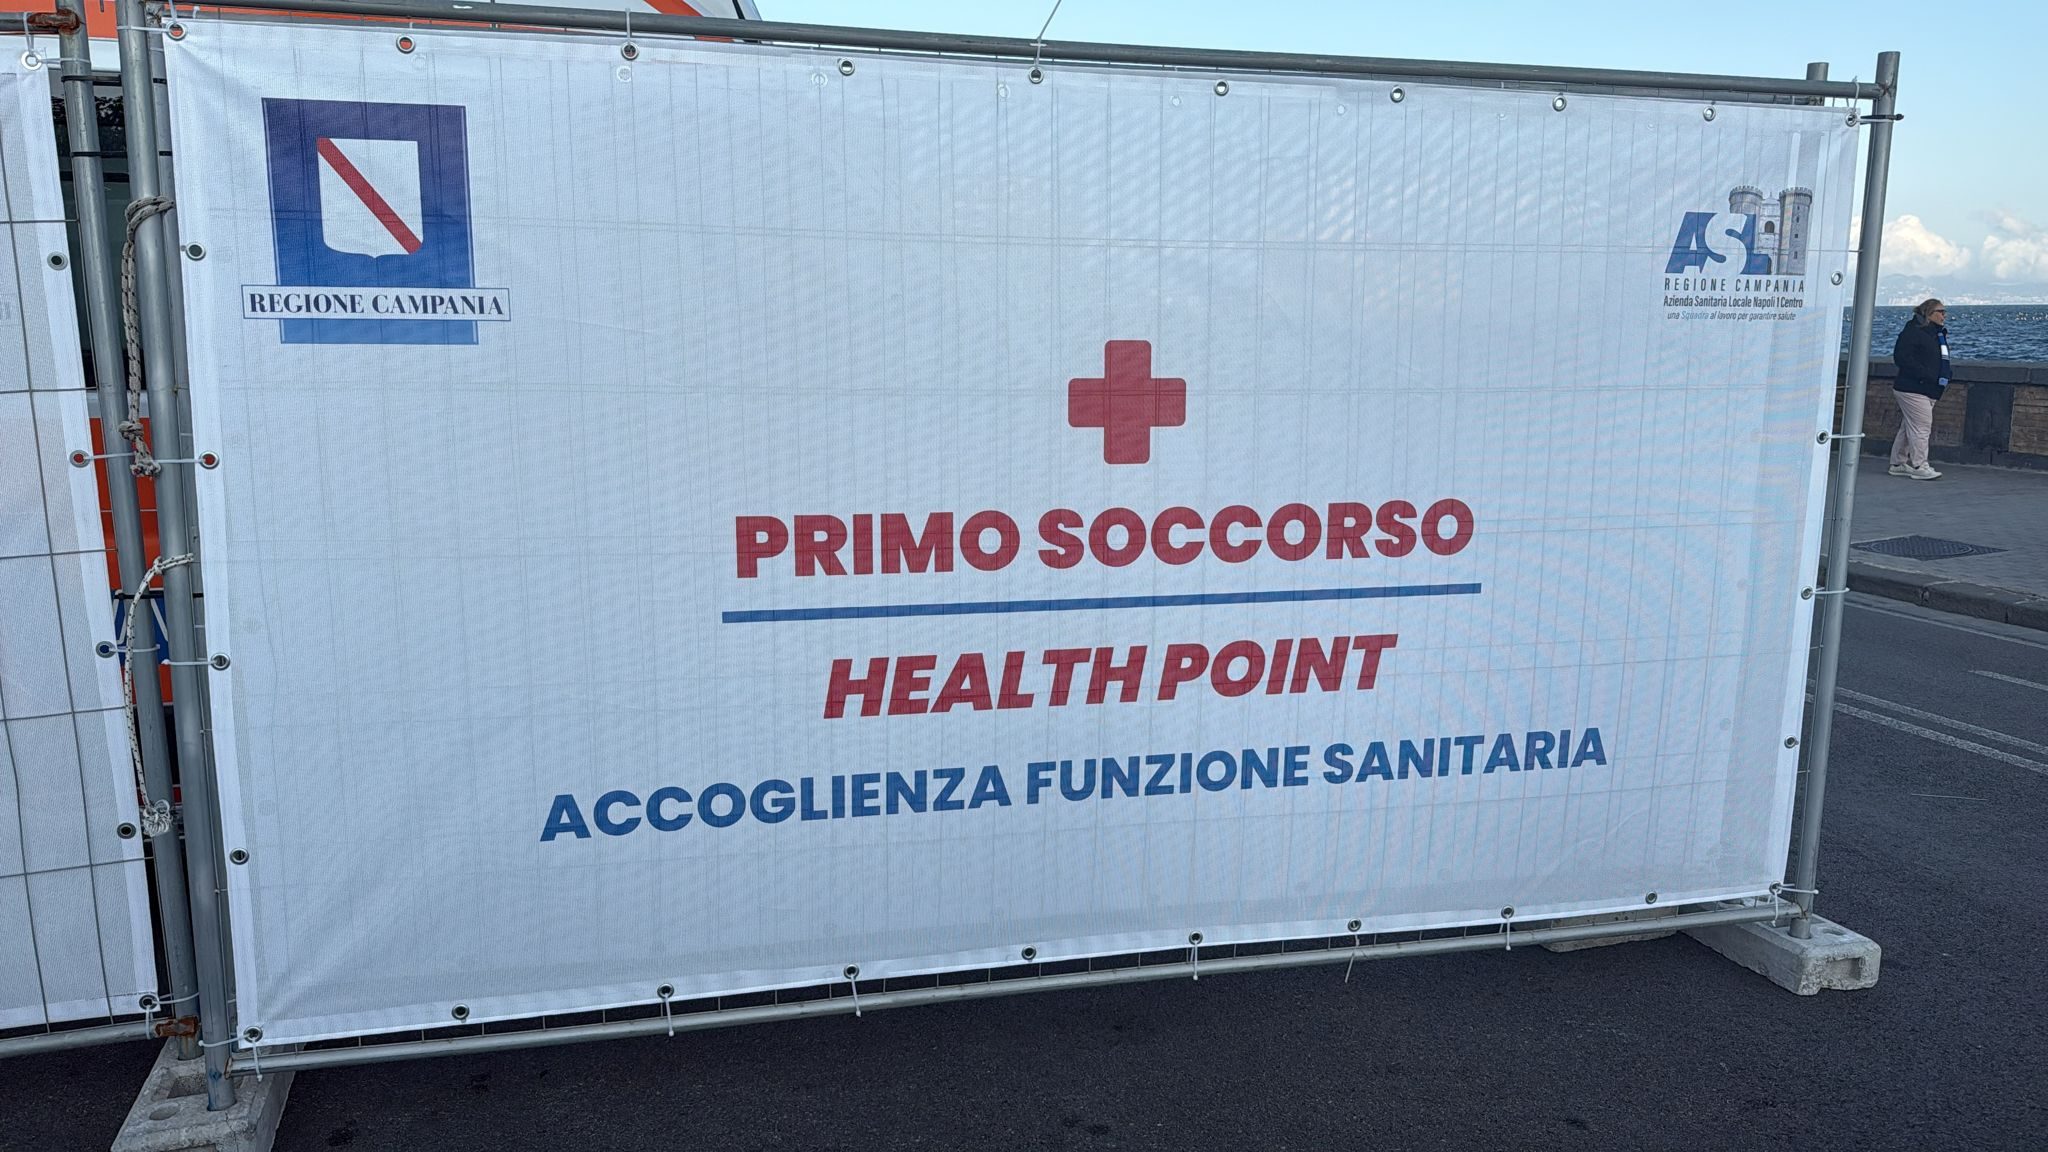 REGIONE CAMPANIA
ASL
REGIONE CAMPANIA
Azienda Sanitaria Locale Napoli 1 Centro
una Squadra al lavoro per garantire salute
PRIMO SOCCORSO
HEALTH POINT
ACCOGLIENZA FUNZIONE SANITARIA